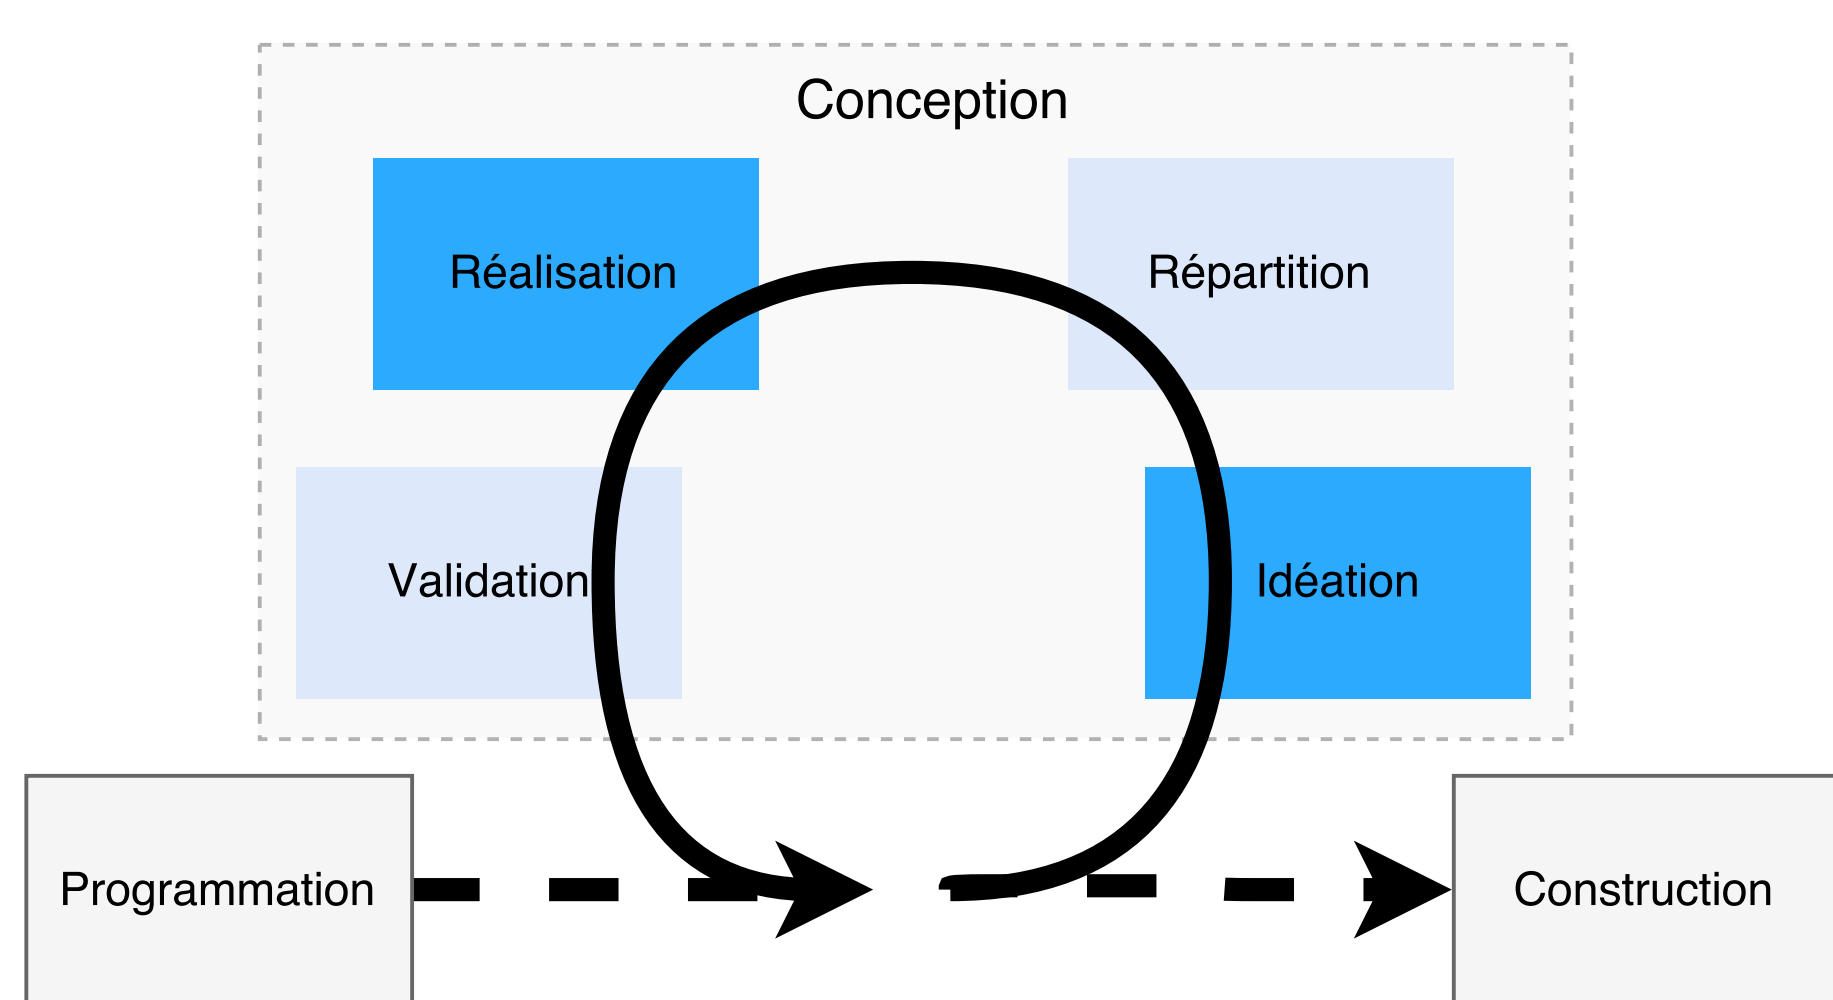 Conception
Réalisation
Répartition
Validation
Idéation
Programmation
Construction